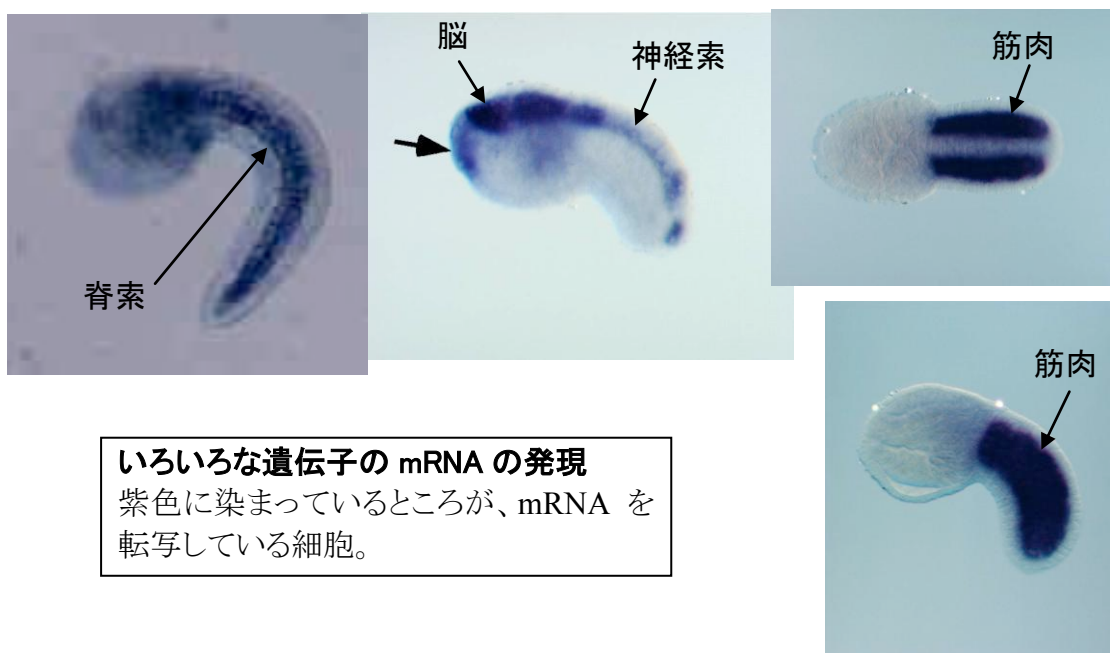 脳
神経索
筋肉
脊索
筋肉
いろいろな遺伝子の mRNA の発現
紫色に染まっているところが、mRNA を
転写している細胞。